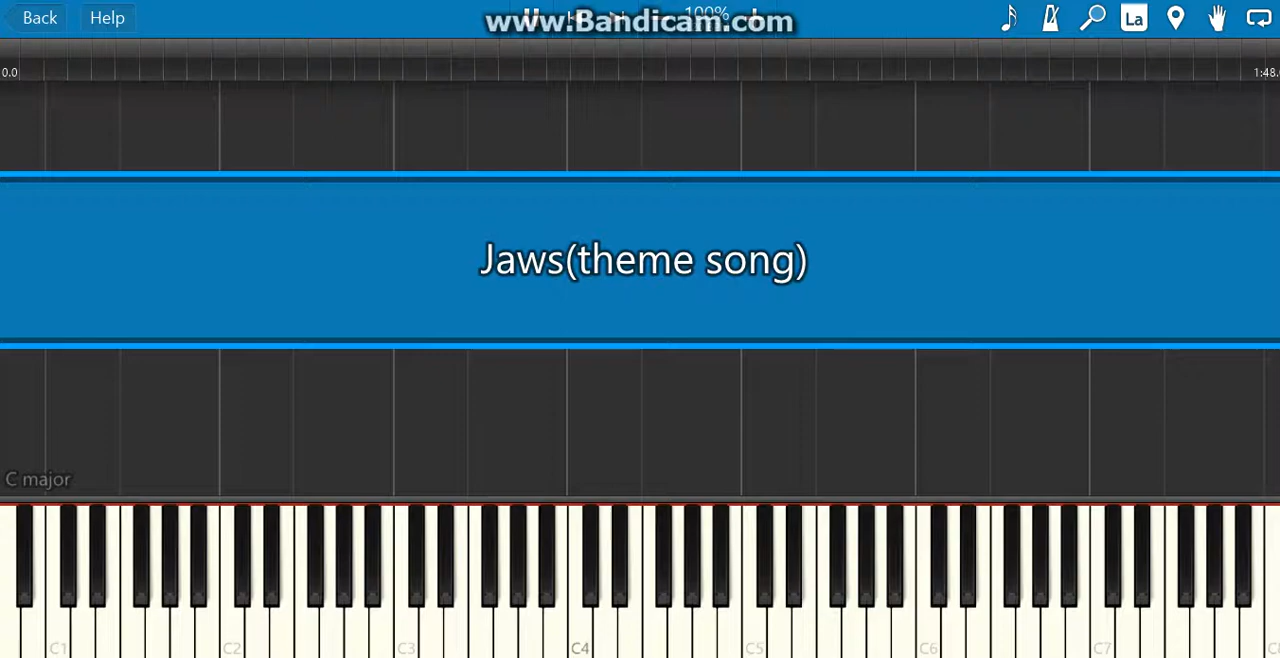 Back Help 100% www.Bandicam.com La
0.0 1:48.
Jaws(theme song)
C major
C1 C2 C3 C4 C5 C6 C7